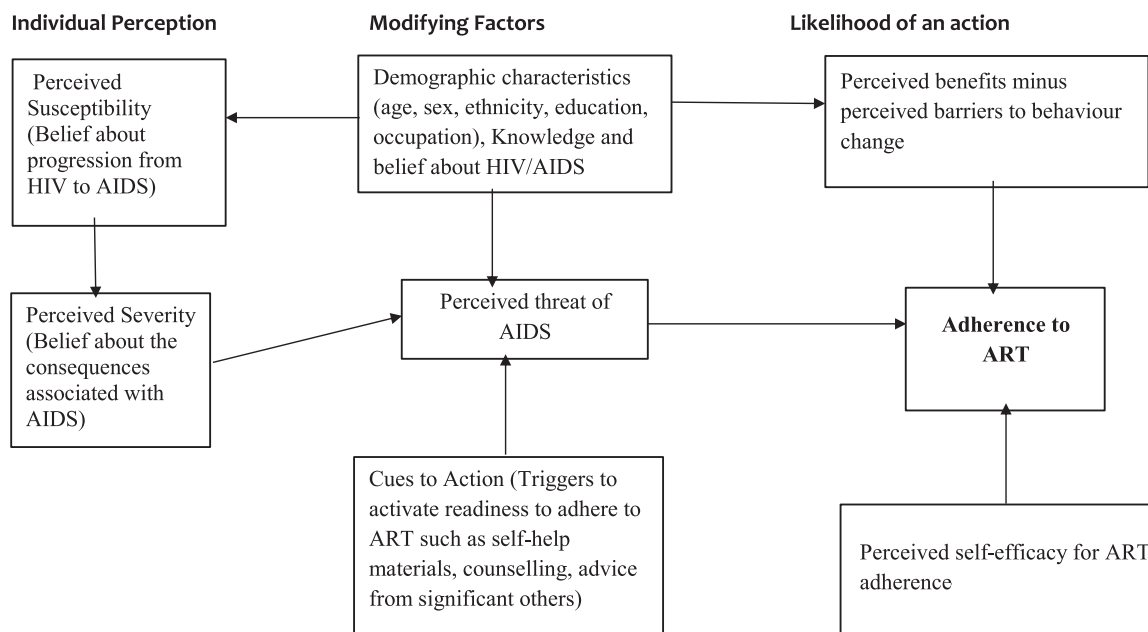 Individual Perception
Modifying Factors
Likelihood of an action
Perceived
Susceptibility
(Belief about
progression from
HIV to AIDS)
Demographic characteristics
(age, sex, ethnicity, education,
occupation), Knowledge and
belief about HIV/AIDS
Perceived benefits minus
perceived barriers to behaviour
change
Perceived Severity
(Belief about the
consequences
associated with
AIDS)
Perceived threat of
AIDS
Adherence to
ART
Cues to Action (Triggers to
activate readiness to adhere to
ART such as self-help
materials, counselling, advice
from significant others)
Perceived self-efficacy for ART
adherence